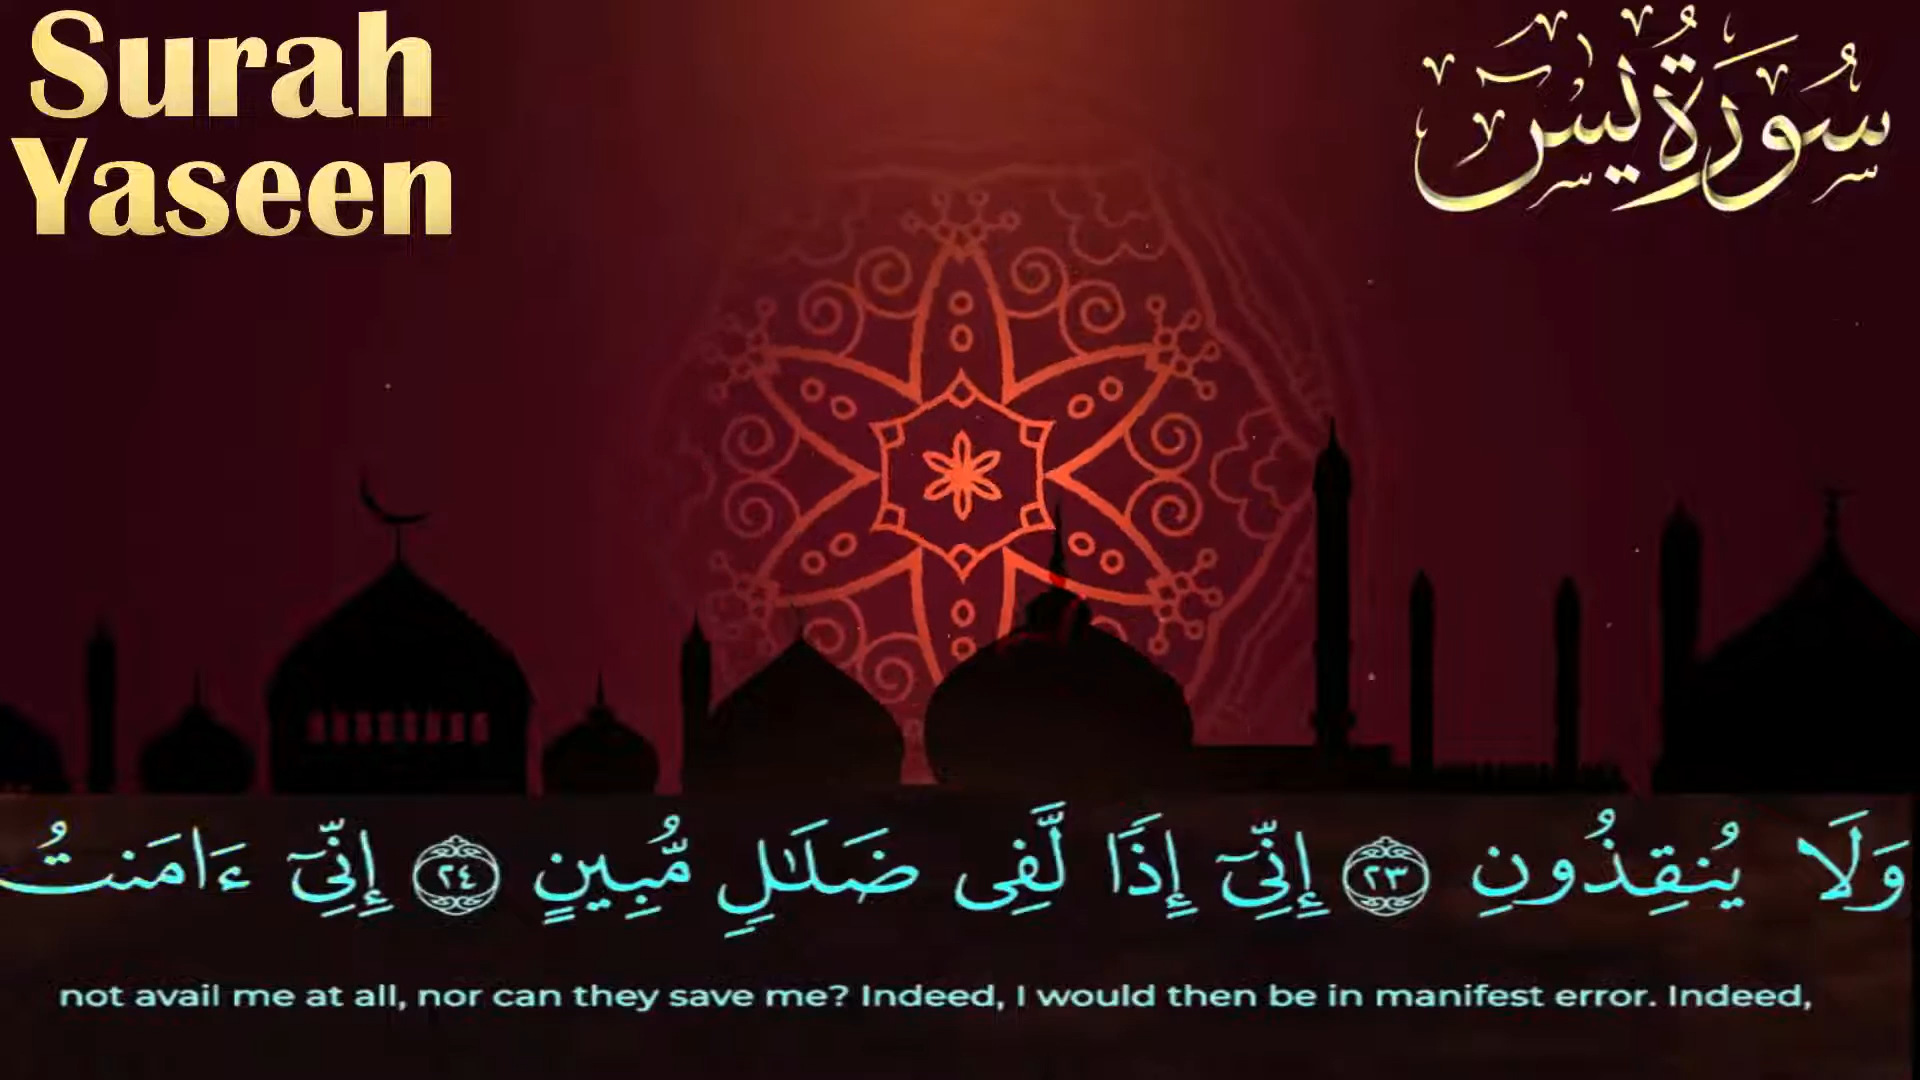 Surah
Yaseen
سُورَةُ يٰسٓ
وَلَا يُنقِذُونِ ٢٣ إِنِّىٓ إِذًا لَّفِى ضَلَـٰلٍ مُّبِينٍ ٢٤ إِنِّىٓ ءَامَنتُ
not avail me at all, nor can they save me? Indeed, I would then be in manifest error. Indeed,